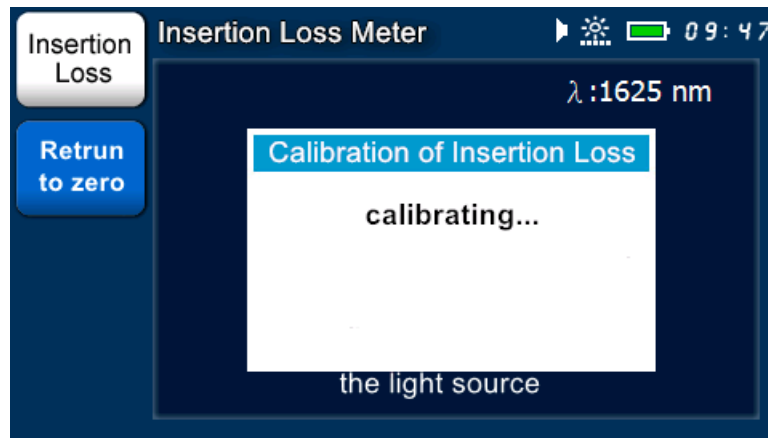 Insertion
Loss
Insertion Loss Meter
09:47
λ:1625 nm
Retrun
to zero
Calibration of Insertion Loss
calibrating...
the light source